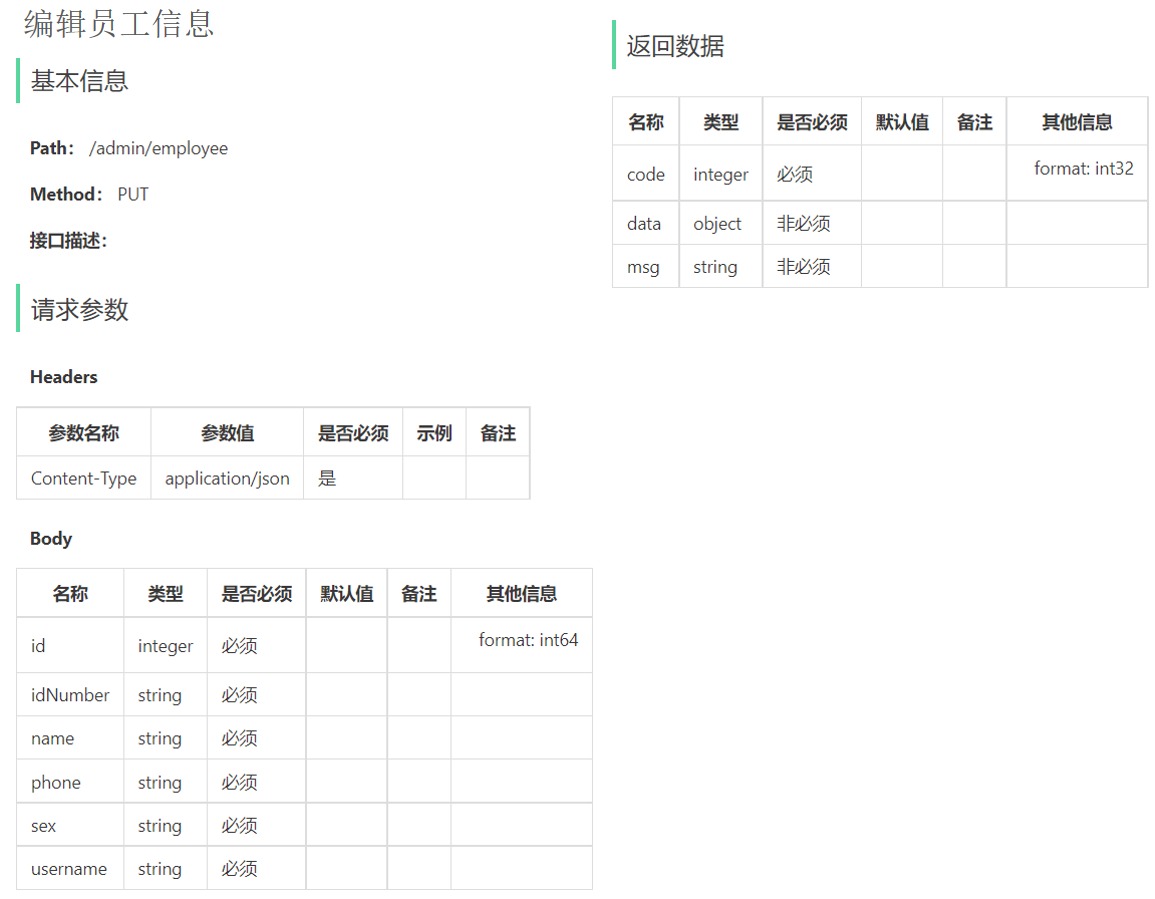 编辑员工信息
基本信息
Path： /admin/employee
Method： PUT
接口描述：
请求参数
Headers
参数名称 参数值 是否必须 示例 备注
Content-Type application/json 是
Body
名称 类型 是否必须 默认值 备注 其他信息
id integer 必须 format: int64
idNumber string 必须
name string 必须
phone string 必须
sex string 必须
username string 必须
返回数据
名称 类型 是否必须 默认值 备注 其他信息
code integer 必须 format: int32
data object 非必须
msg string 非必须